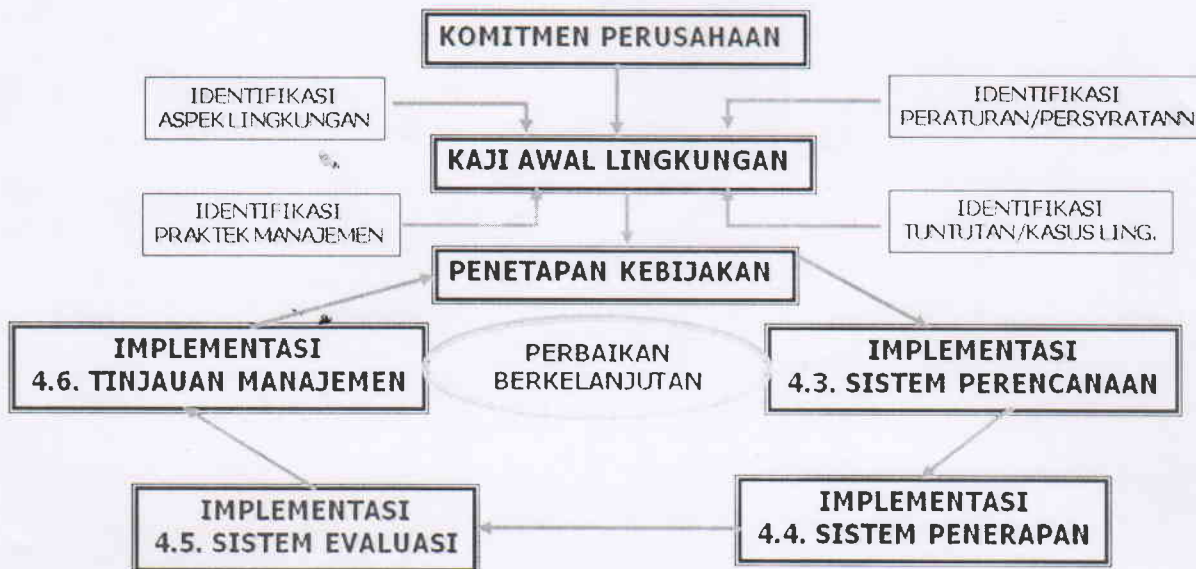 KOMITMEN PERUSAHAAN
IDENTIFIKASI
ASPEK LINGKUNGAN
IDENTIFIKASI
PERATURAN/PERSYRATANN
KAJI AWAL LINGKUNGAN
IDENTIFIKASI
PRAKTEK MANAJEMEN
IDENTIFIKASI
TUNTUTAN/KASUS LING.
PENETAPAN KEBIJAKAN
IMPLEMENTASI
4.6. TINJAUAN MANAJEMEN
PERBAIKAN
BERKELANJUTAN
IMPLEMENTASI
4.3. SISTEM PERENCANAAN
IMPLEMENTASI
4.5. SISTEM EVALUASI
IMPLEMENTASI
4.4. SISTEM PENERAPAN